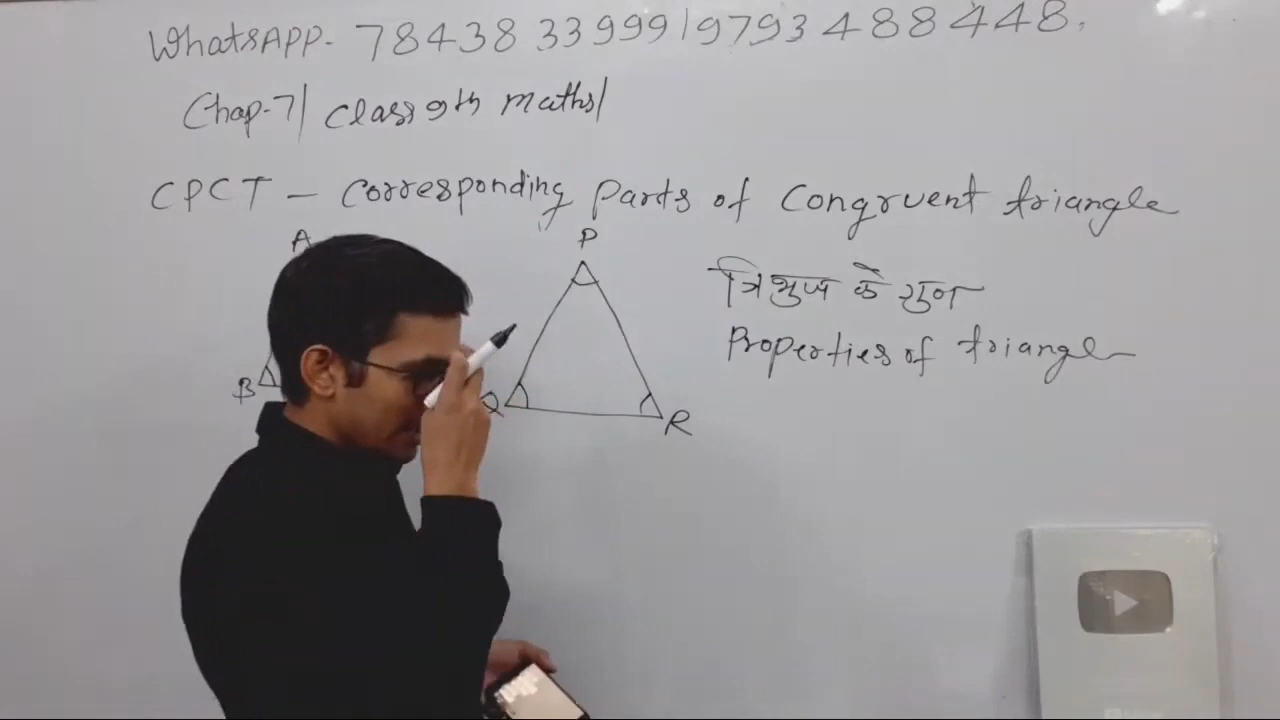 WhatsAPP- 7843833999/9793488448,
Chap-7/ Class 9th maths/
CPCT - Corresponding Parts of Congruent triangle
A
P
त्रिभुज के गुण
Properties of triangle
B
Q
R